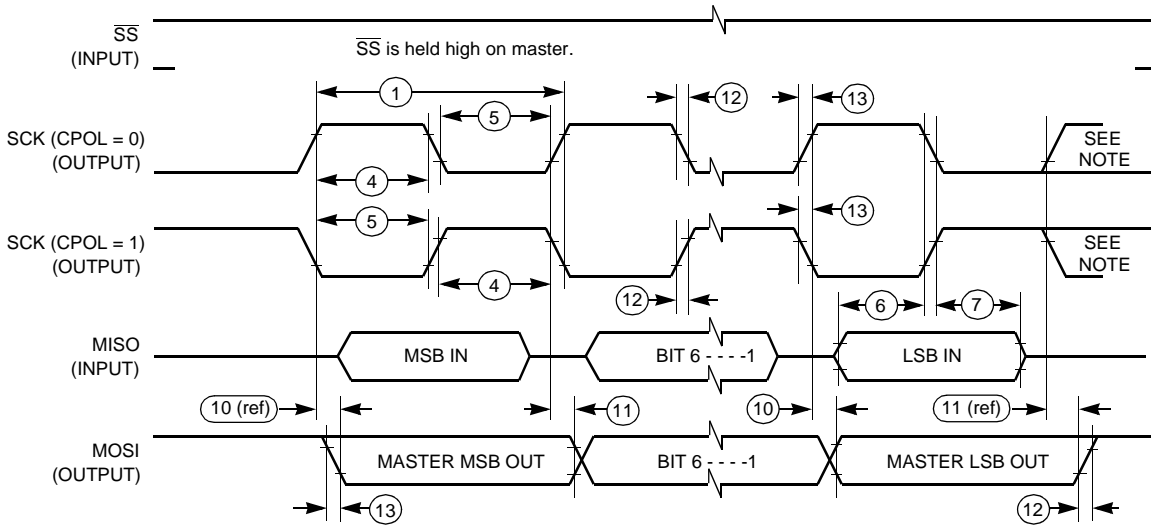 SS
(INPUT)
SS is held high on master.
1
5
12
13
SCK (CPOL = 0)
(OUTPUT)
SEE
NOTE
4
5
13
SCK (CPOL = 1)
(OUTPUT)
SEE
NOTE
4
12
6
7
MISO
(INPUT)
MSB IN
BIT 6 - - - -1
LSB IN
10 (ref)
11
10
11 (ref)
MOSI
(OUTPUT)
MASTER MSB OUT
BIT 6 - - - -1
MASTER LSB OUT
13
12